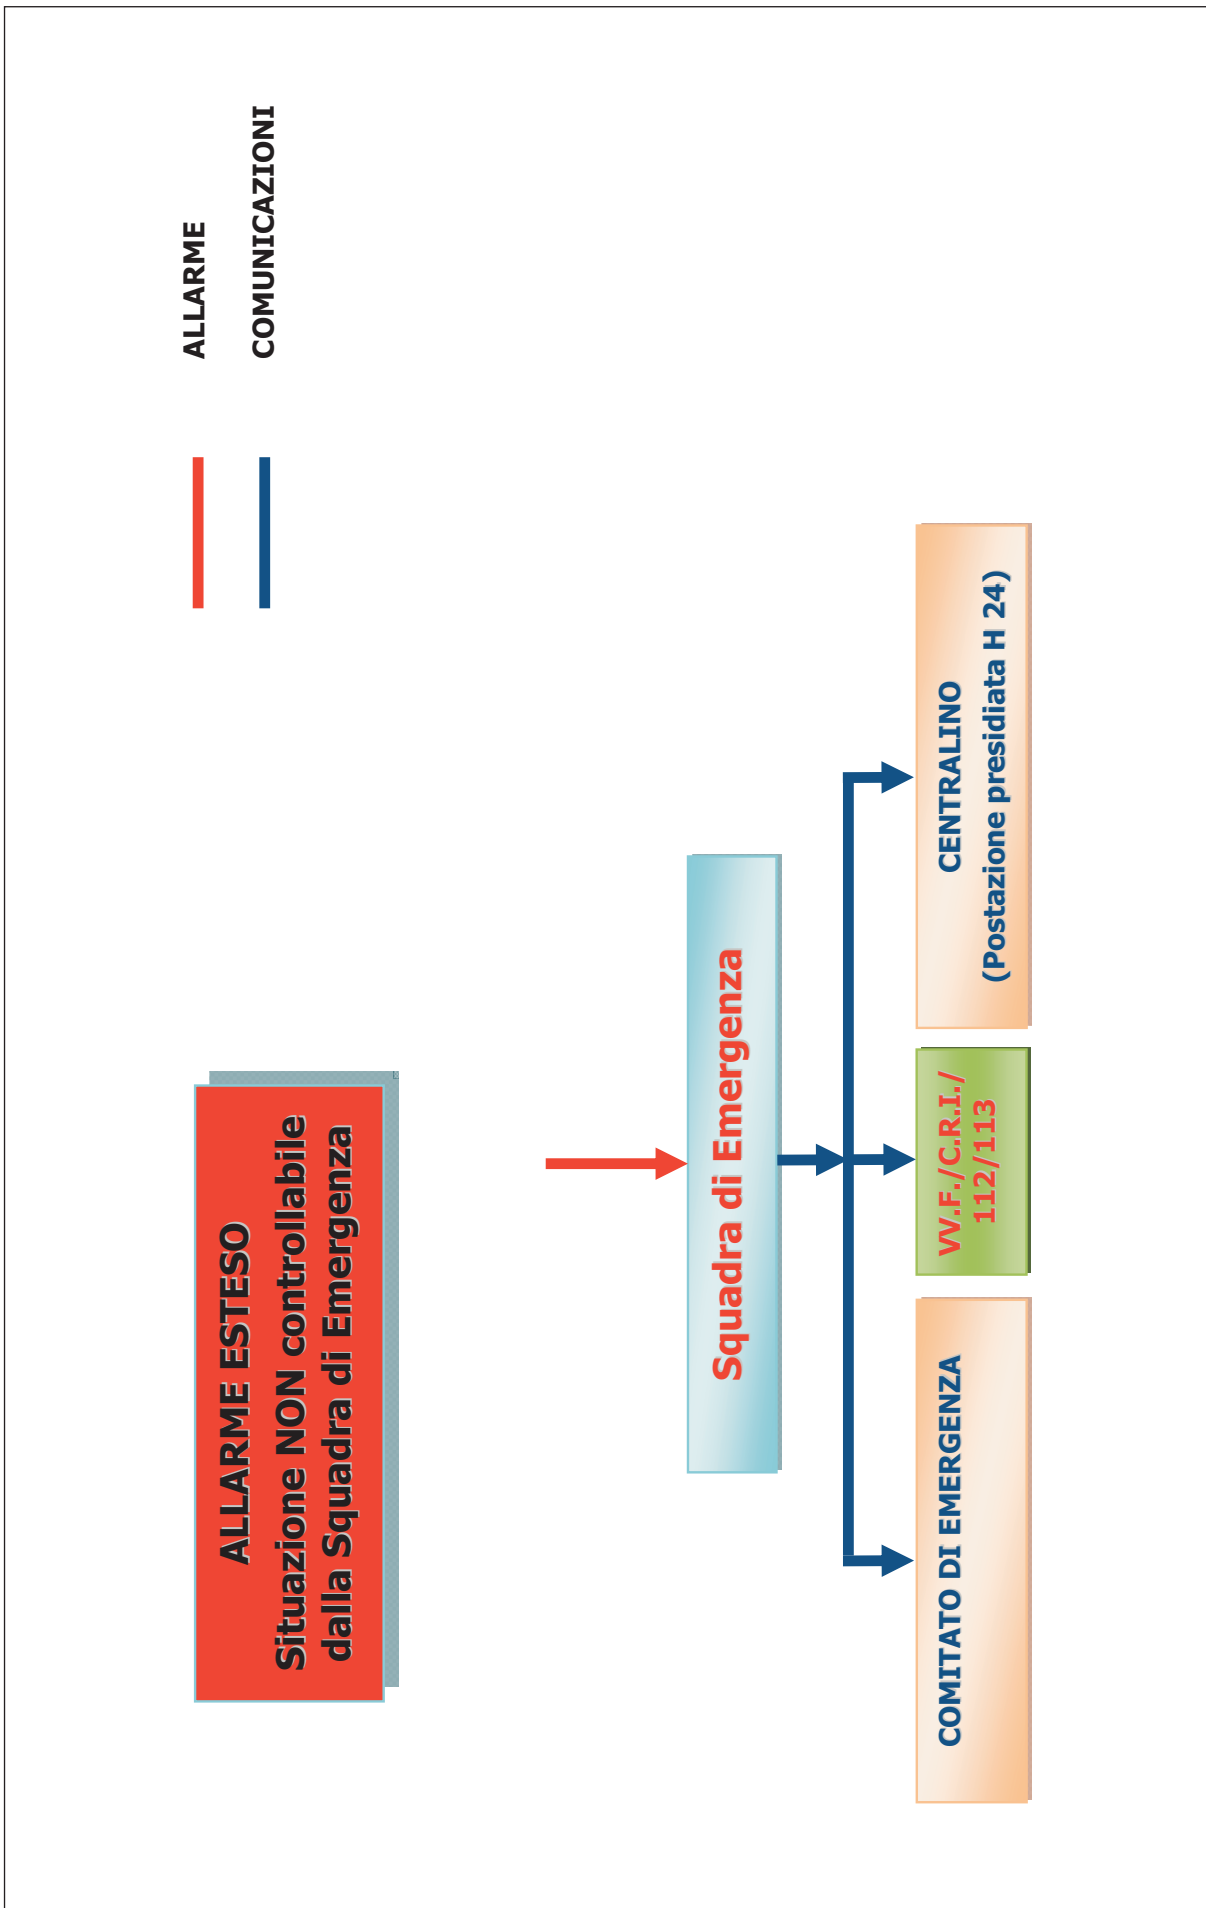 ALLARME ESTESO
Situazione NON controllabile
dalla Squadra di Emergenza
ALLARME
COMUNICAZIONI
Squadra di Emergenza
COMITATO DI EMERGENZA
VV.F./C.R.I./
112/113
CENTRALINO
(Postazione presidiata H 24)